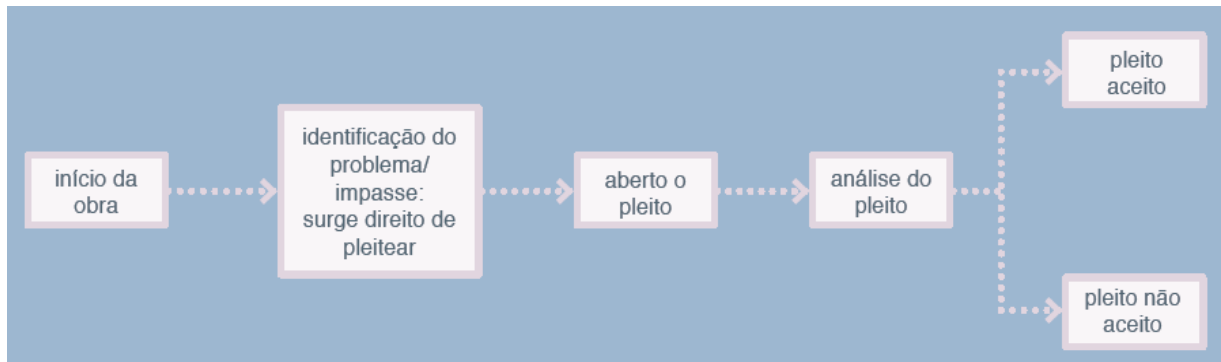 início da
obra
identificação do
problema/
impasse:
surge direito de
pleitear
aberto o
pleito
análise do
pleito
pleito
aceito
pleito não
aceito